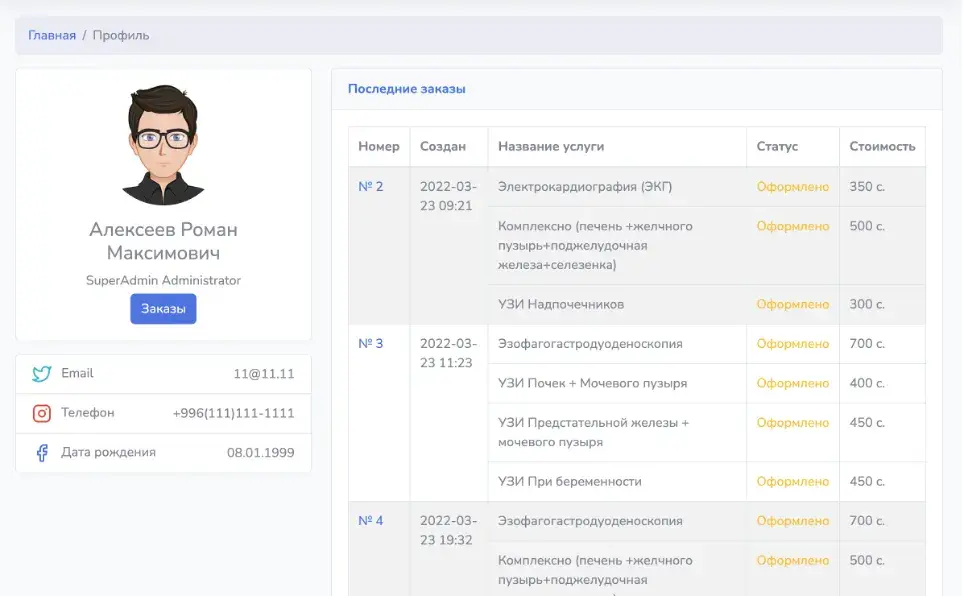 Главная / Профиль
Алексеев Роман
Максимович
SuperAdmin Administrator
Заказы
Email 11@11.11
Телефон +996(111)111-1111
Дата рождения 08.01.1999
Последние заказы
Номер Создан Название услуги Статус Стоимость
№ 2 2022-03- Электрокардиография (ЭКГ) Оформлено 350 с.
23 09:21
Комплексно (печень +желчного Оформлено 500 с.
пузырь+поджелудочная
железа+селезенка)
УЗИ Надпочечников Оформлено 300 с.
№ 3 2022-03- Эзофагогастродуоденоскопия Оформлено 700 с.
23 11:23
УЗИ Почек + Мочевого пузыря Оформлено 400 с.
УЗИ Предстательной железы + Оформлено 450 с.
мочевого пузыря
УЗИ При беременности Оформлено 450 с.
№ 4 2022-03- Эзофагогастродуоденоскопия Оформлено 700 с.
23 19:32
Комплексно (печень +желчного Оформлено 500 с.
пузырь+поджелудочная